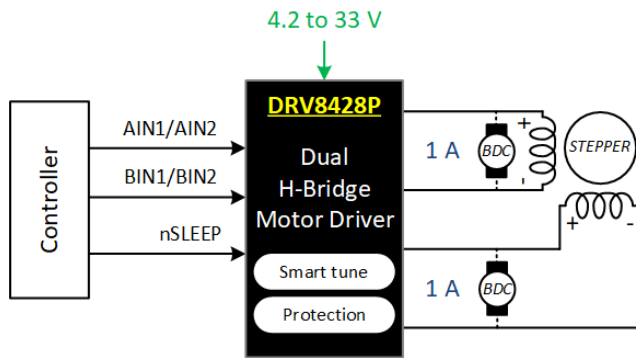 4.2 to 33 V
DRV8428P
Dual
H-Bridge
Motor Driver
Smart tune
Protection
Controller
AIN1/AIN2
BIN1/BIN2
nSLEEP
1 A
BDC
+
-
STEPPER
+
-
1 A
BDC